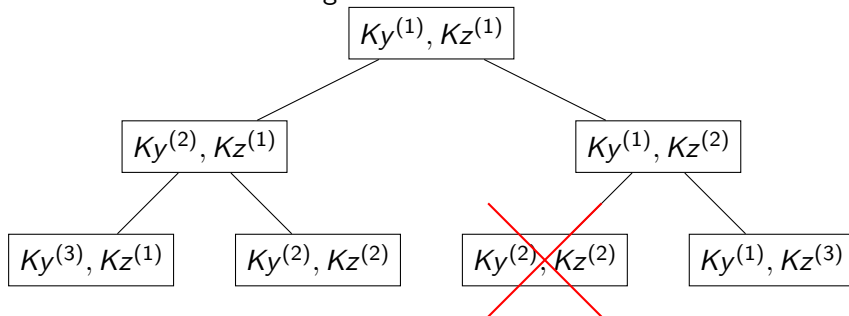 Ky^{(1)}, Kz^{(1)}
Ky^{(2)}, Kz^{(1)}
Ky^{(1)}, Kz^{(2)}
Ky^{(3)}, Kz^{(1)}
Ky^{(2)}, Kz^{(2)}
Ky^{(2)}, Kz^{(2)}
Ky^{(1)}, Kz^{(3)}